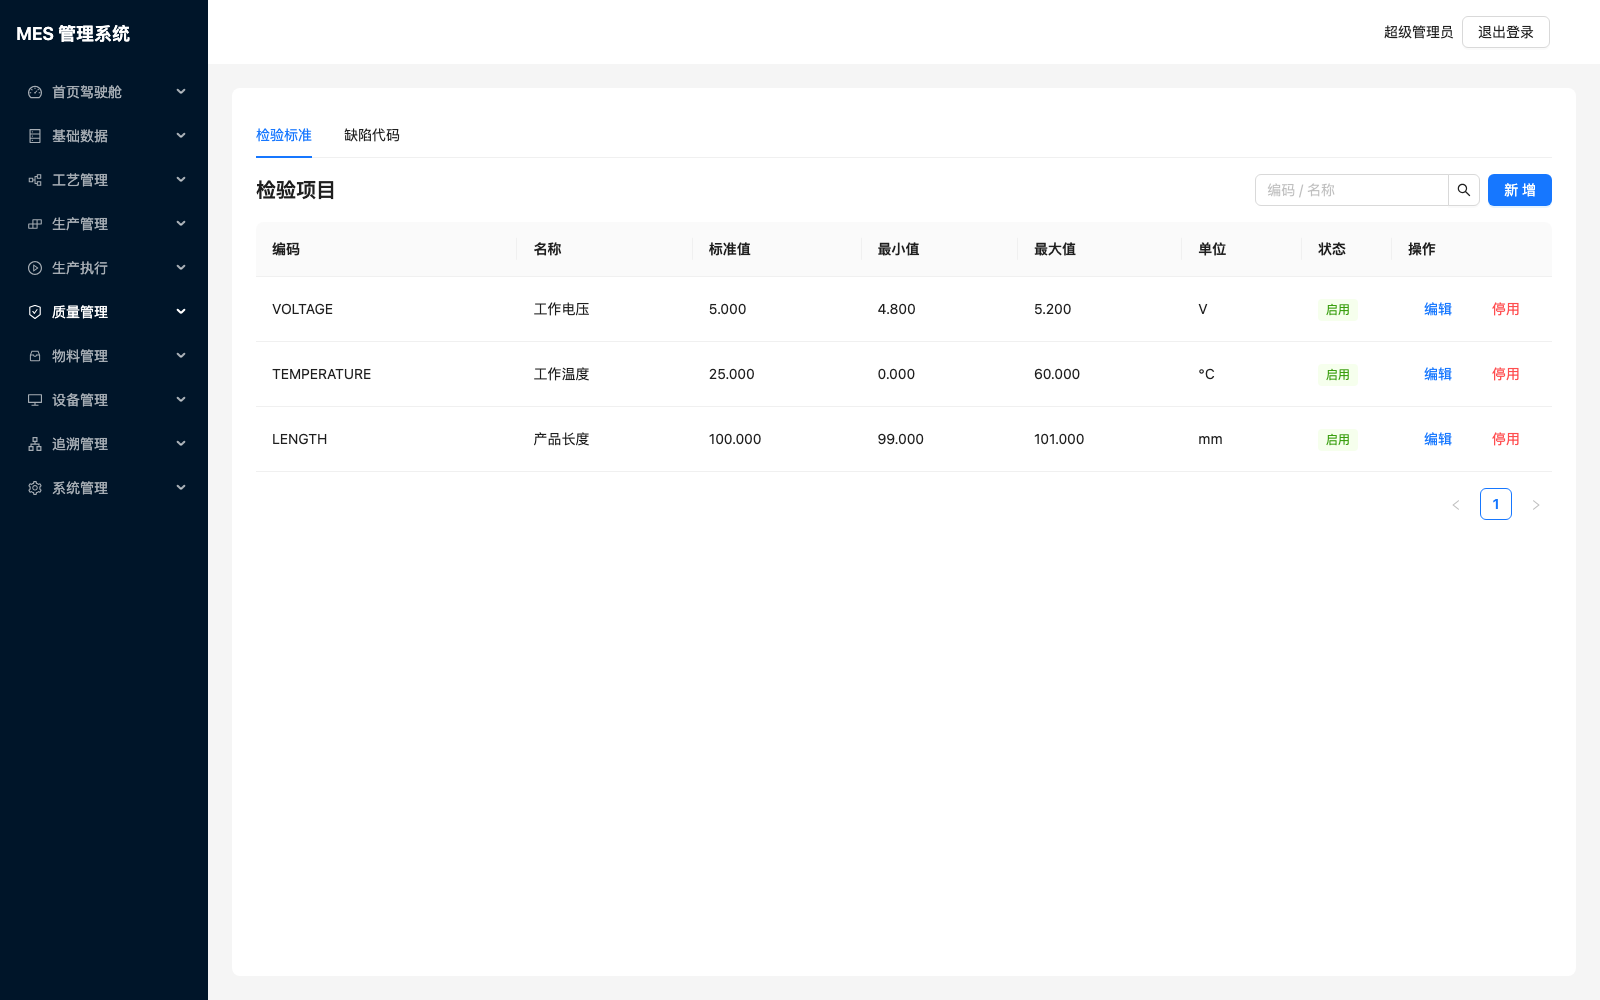 MES 管理系统
超级管理员
退出登录
首页驾驶舱
基础数据
工艺管理
生产管理
生产执行
质量管理
物料管理
设备管理
追溯管理
系统管理
检验标准 缺陷代码
检验项目
编码 / 名称
新 增
编码 名称 标准值 最小值 最大值 单位 状态 操作
VOLTAGE 工作电压 5.000 4.800 5.200 V 启用 编辑 停用
TEMPERATURE 工作温度 25.000 0.000 60.000 °C 启用 编辑 停用
LENGTH 产品长度 100.000 99.000 101.000 mm 启用 编辑 停用
1